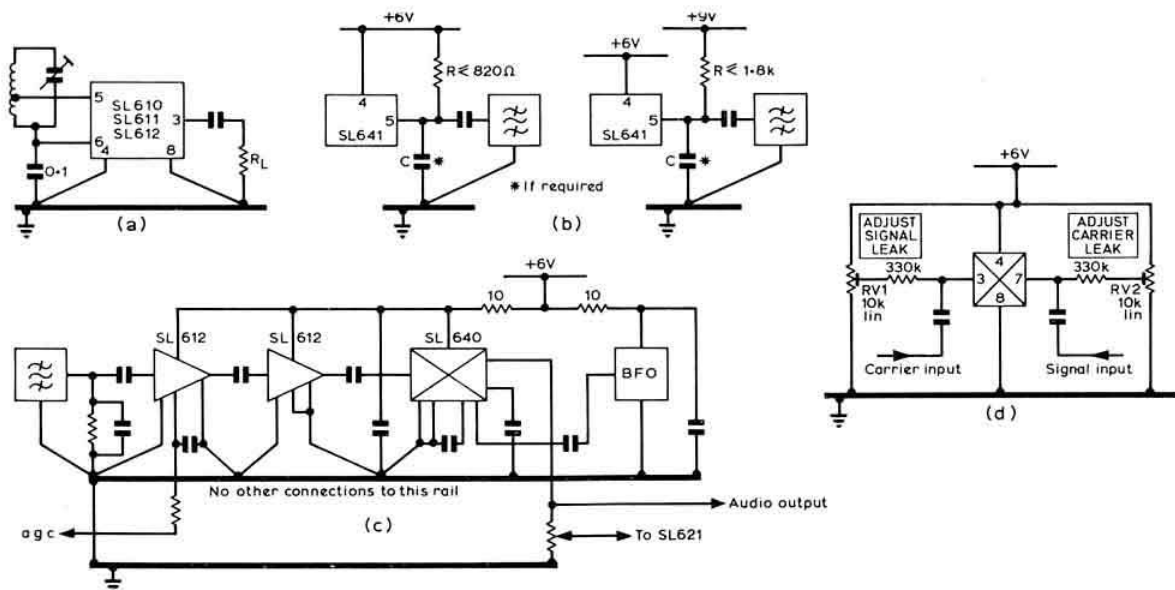 5
6
4
SL610
SL611
SL612
3
8
0·1
RL
(a)
+6V
R ≤ 820Ω
4
5
SL641
C *
* If required
(b)
+9V
+6V
R ≤ 1·8k
4
5
SL641
C *
+6V
10
10
SL 612
SL 612
SL 640
BFO
No other connections to this rail
agc
(c)
Audio output
To SL621
+6V
ADJUST
SIGNAL
LEAK
ADJUST
CARRIER
LEAK
330k
4
3
7
8
330k
RV1
10k
lin
RV2
10k
lin
Carrier input
Signal input
(d)